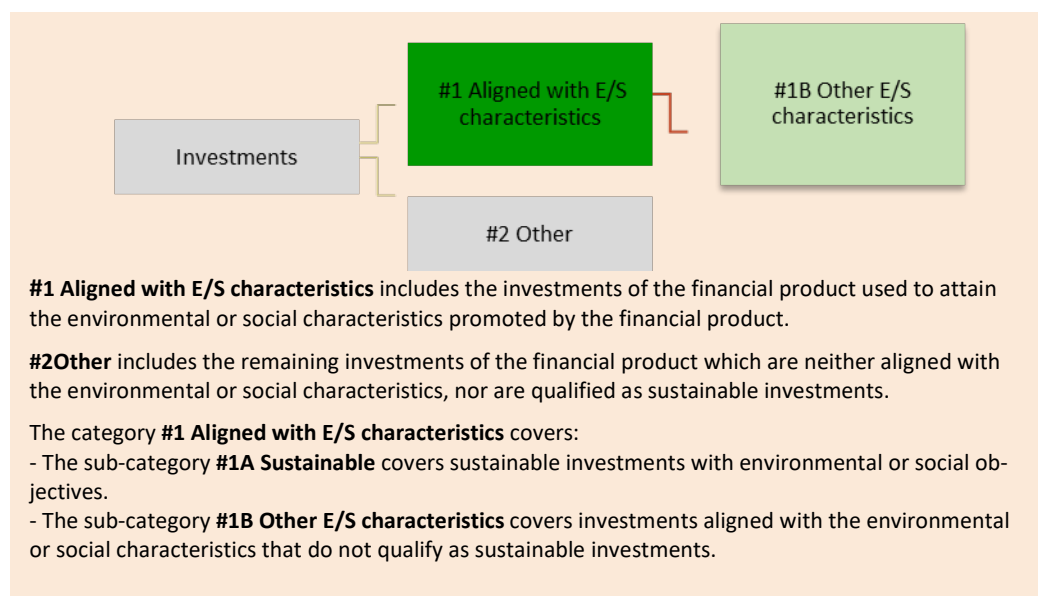 #1 Aligned with E/S
characteristics
#1B Other E/S
characteristics
Investments
#2 Other
#1 Aligned with E/S characteristics includes the investments of the financial product used to attain
the environmental or social characteristics promoted by the financial product.
#2Other includes the remaining investments of the financial product which are neither aligned with
the environmental or social characteristics, nor are qualified as sustainable investments.
The category #1 Aligned with E/S characteristics covers:
- The sub-category #1A Sustainable covers sustainable investments with environmental or social ob-
jectives.
- The sub-category #1B Other E/S characteristics covers investments aligned with the environmental
or social characteristics that do not qualify as sustainable investments.